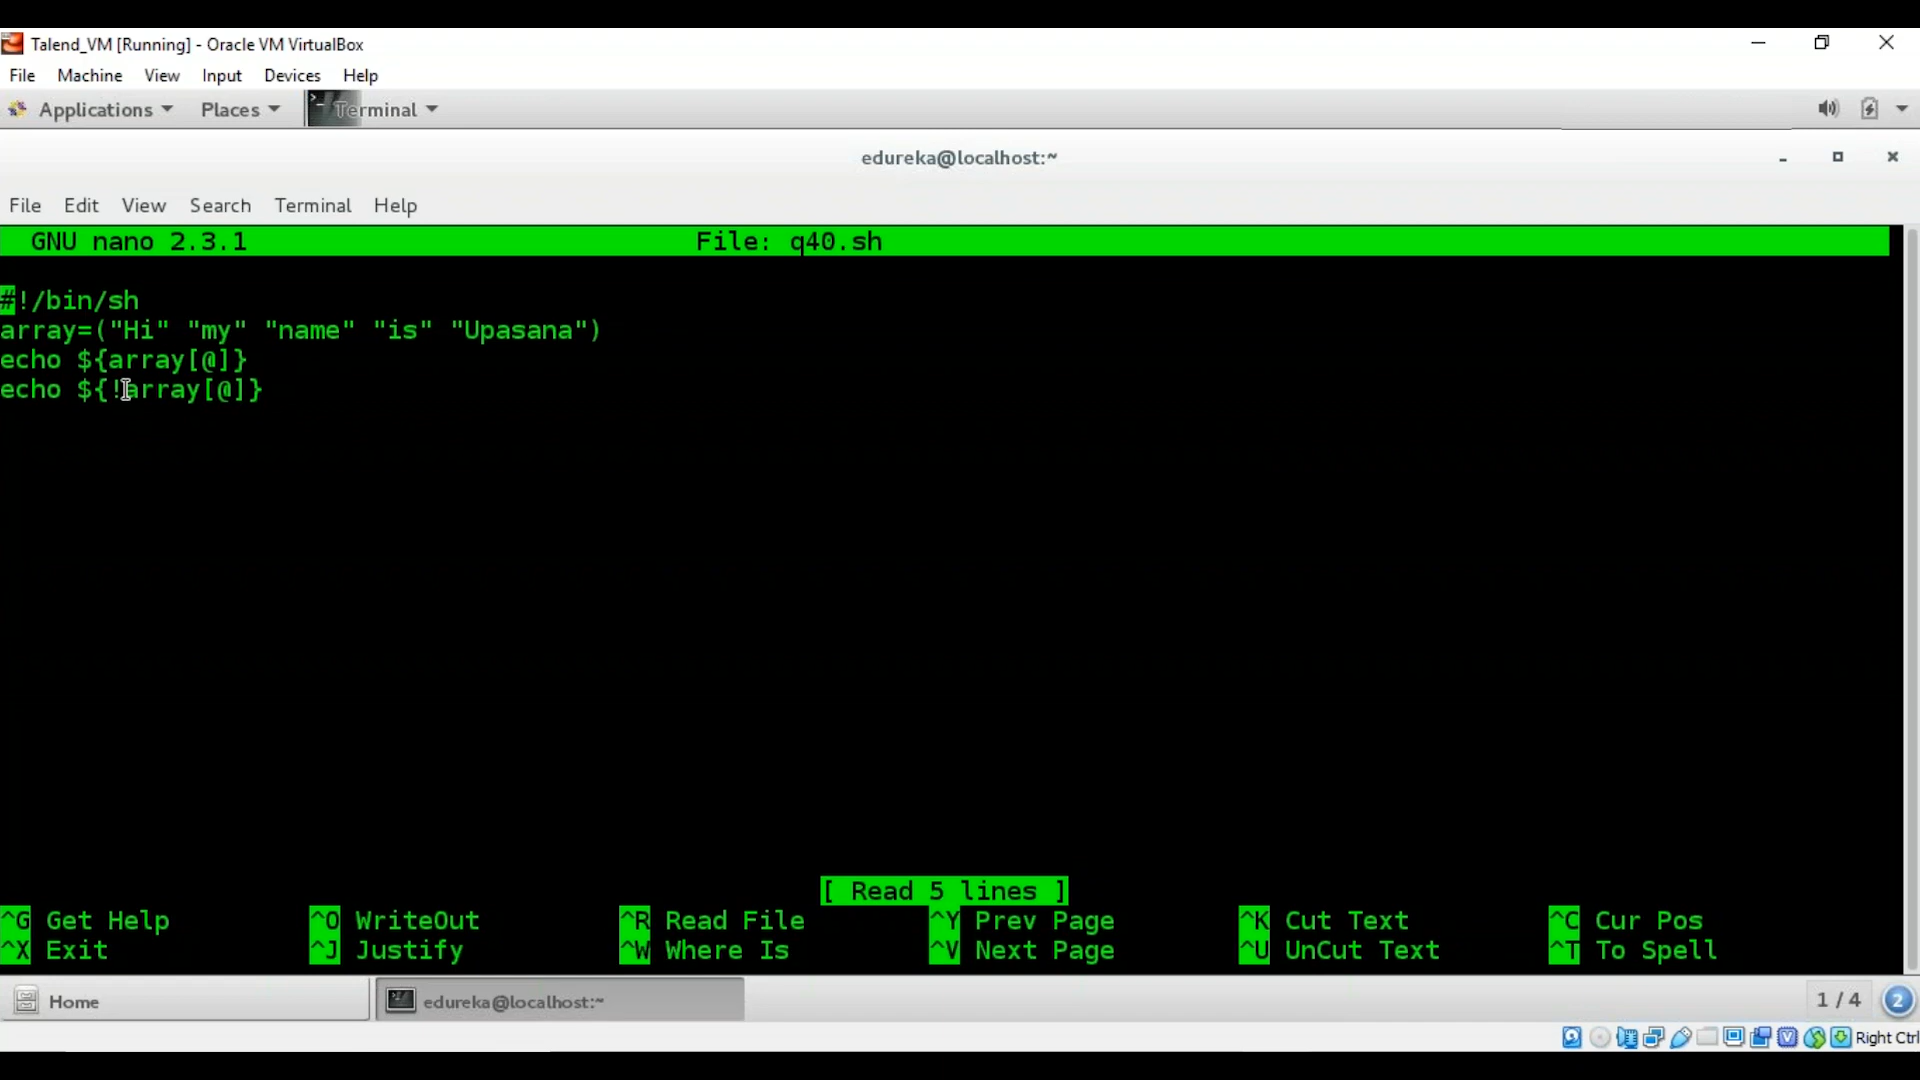 Talend_VM [Running] - Oracle VM VirtualBox
File Machine View Input Devices Help
Applications Places Terminal
edureka@localhost:~
File Edit View Search Terminal Help
GNU nano 2.3.1 File: q40.sh
#!/bin/sh
array=("Hi" "my" "name" "is" "Upasana")
echo ${array[@]}
echo ${!array[@]}
[ Read 5 lines ]
^G Get Help ^O WriteOut ^R Read File ^Y Prev Page ^K Cut Text ^C Cur Pos
^X Exit ^J Justify ^W Where Is ^V Next Page ^U UnCut Text ^T To Spell
Home edureka@localhost:~ 1 / 4 2
Right Ctrl